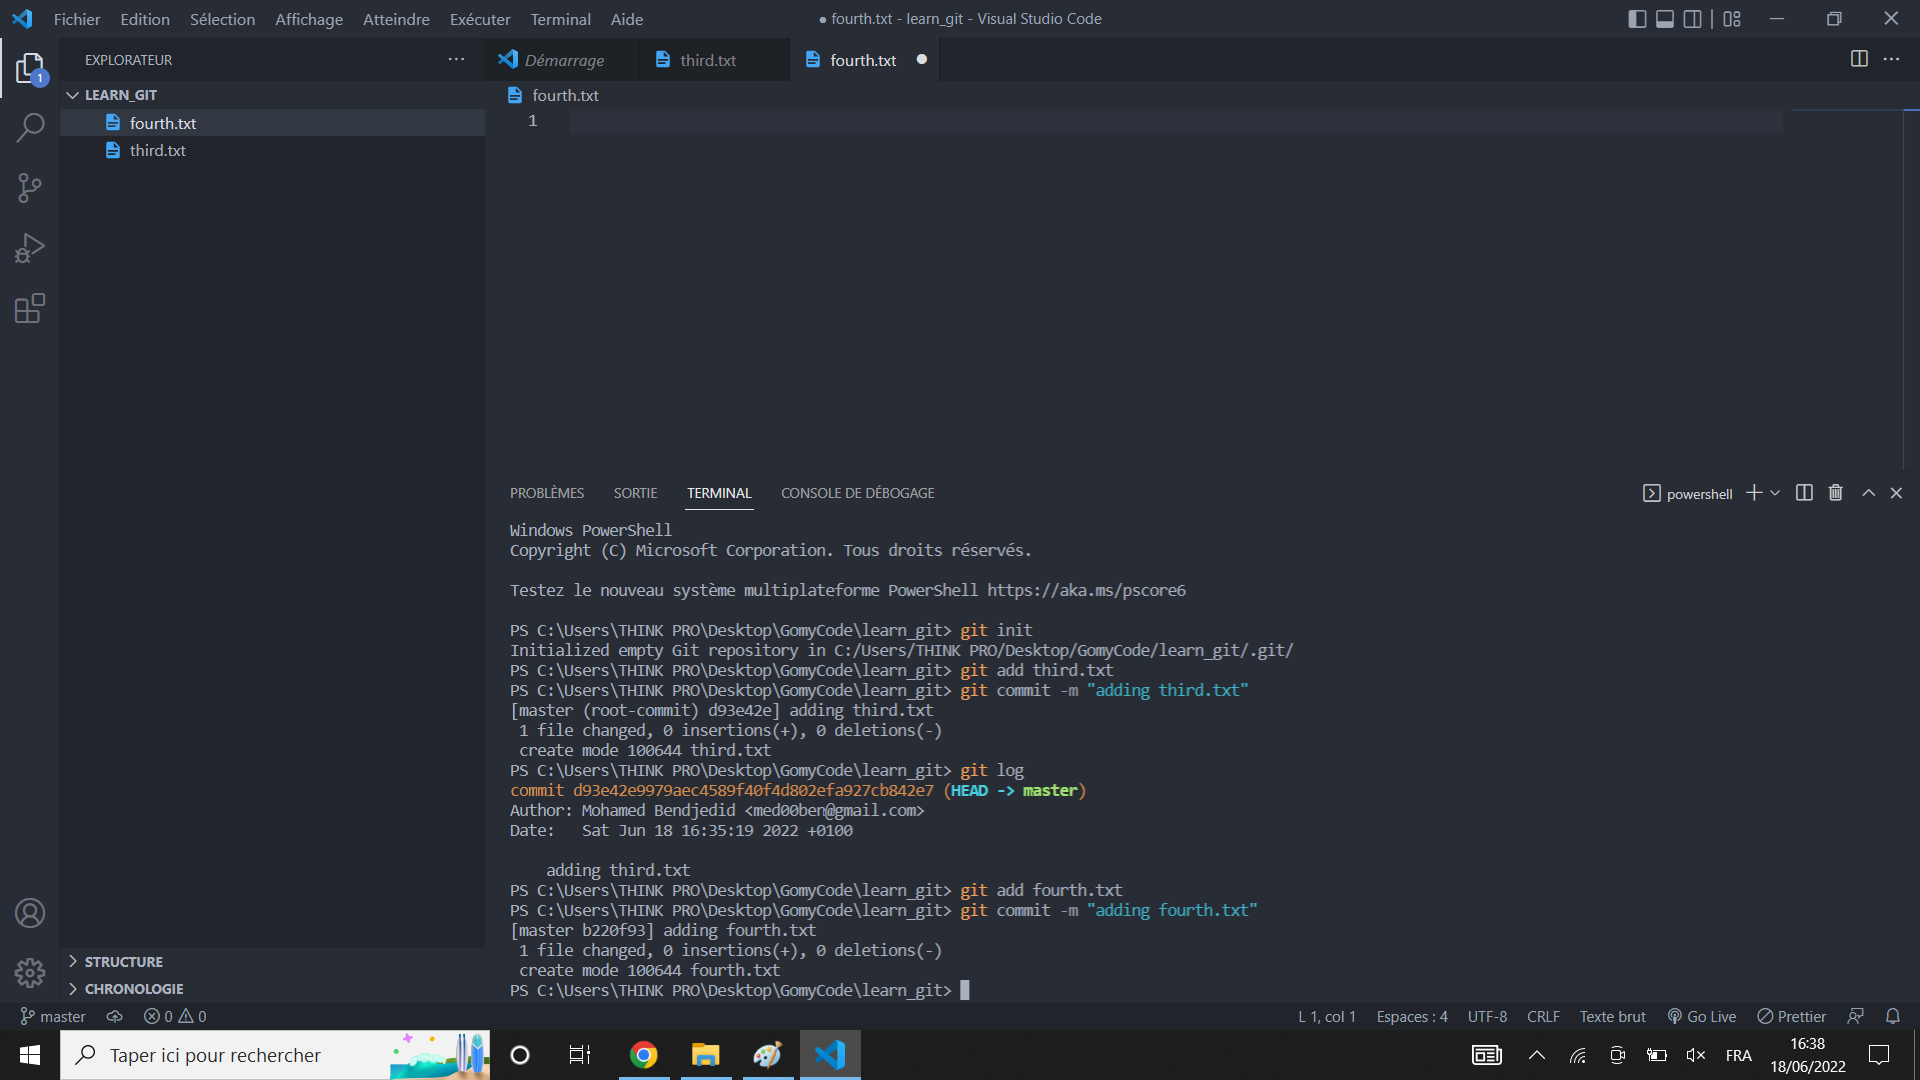 Fichier Edition Sélection Affichage Atteindre Exécuter Terminal Aide
● fourth.txt - learn_git - Visual Studio Code
EXPLORATEUR
Démarrage
third.txt
fourth.txt
1
LEARN_GIT
fourth.txt
third.txt
fourth.txt
1
PROBLÈMES SORTIE TERMINAL CONSOLE DE DÉBOGAGE
powershell
Windows PowerShell
Copyright (C) Microsoft Corporation. Tous droits réservés.
Testez le nouveau système multiplateforme PowerShell https://aka.ms/pscore6
PS C:\Users\THINK PRO\Desktop\GomyCode\learn_git> git init
Initialized empty Git repository in C:/Users/THINK PRO/Desktop/GomyCode/learn_git/.git/
PS C:\Users\THINK PRO\Desktop\GomyCode\learn_git> git add third.txt
PS C:\Users\THINK PRO\Desktop\GomyCode\learn_git> git commit -m "adding third.txt"
[master (root-commit) d93e42e] adding third.txt
 1 file changed, 0 insertions(+), 0 deletions(-)
 create mode 100644 third.txt
PS C:\Users\THINK PRO\Desktop\GomyCode\learn_git> git log
commit d93e42e9979aec4589f40f4d802efa927cb842e7 (HEAD -> master)
Author: Mohamed Bendjedid <med00ben@gmail.com>
Date:   Sat Jun 18 16:35:19 2022 +0100
    adding third.txt
PS C:\Users\THINK PRO\Desktop\GomyCode\learn_git> git add fourth.txt
PS C:\Users\THINK PRO\Desktop\GomyCode\learn_git> git commit -m "adding fourth.txt"
[master b220f93] adding fourth.txt
 1 file changed, 0 insertions(+), 0 deletions(-)
 create mode 100644 fourth.txt
PS C:\Users\THINK PRO\Desktop\GomyCode\learn_git>
STRUCTURE
CHRONOLOGIE
master 0 0
L 1, col 1 Espaces : 4 UTF-8 CRLF Texte brut Go Live Prettier
Taper ici pour rechercher
FRA
16:38
18/06/2022